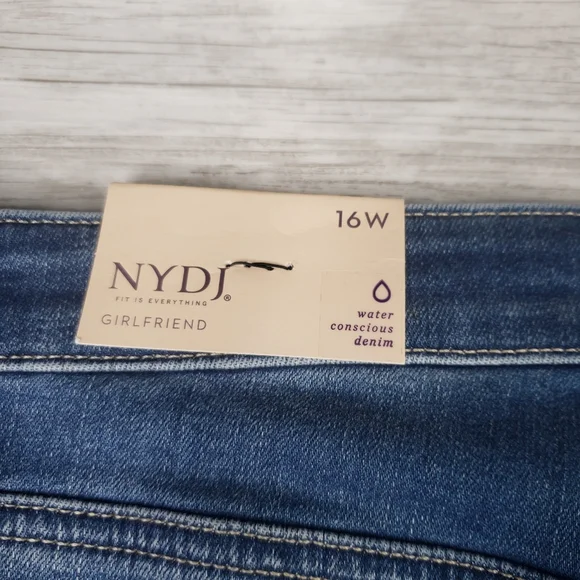 16W
NYDJ®
FIT IS EVERYTHING
GIRLFRIEND
water
conscious
denim